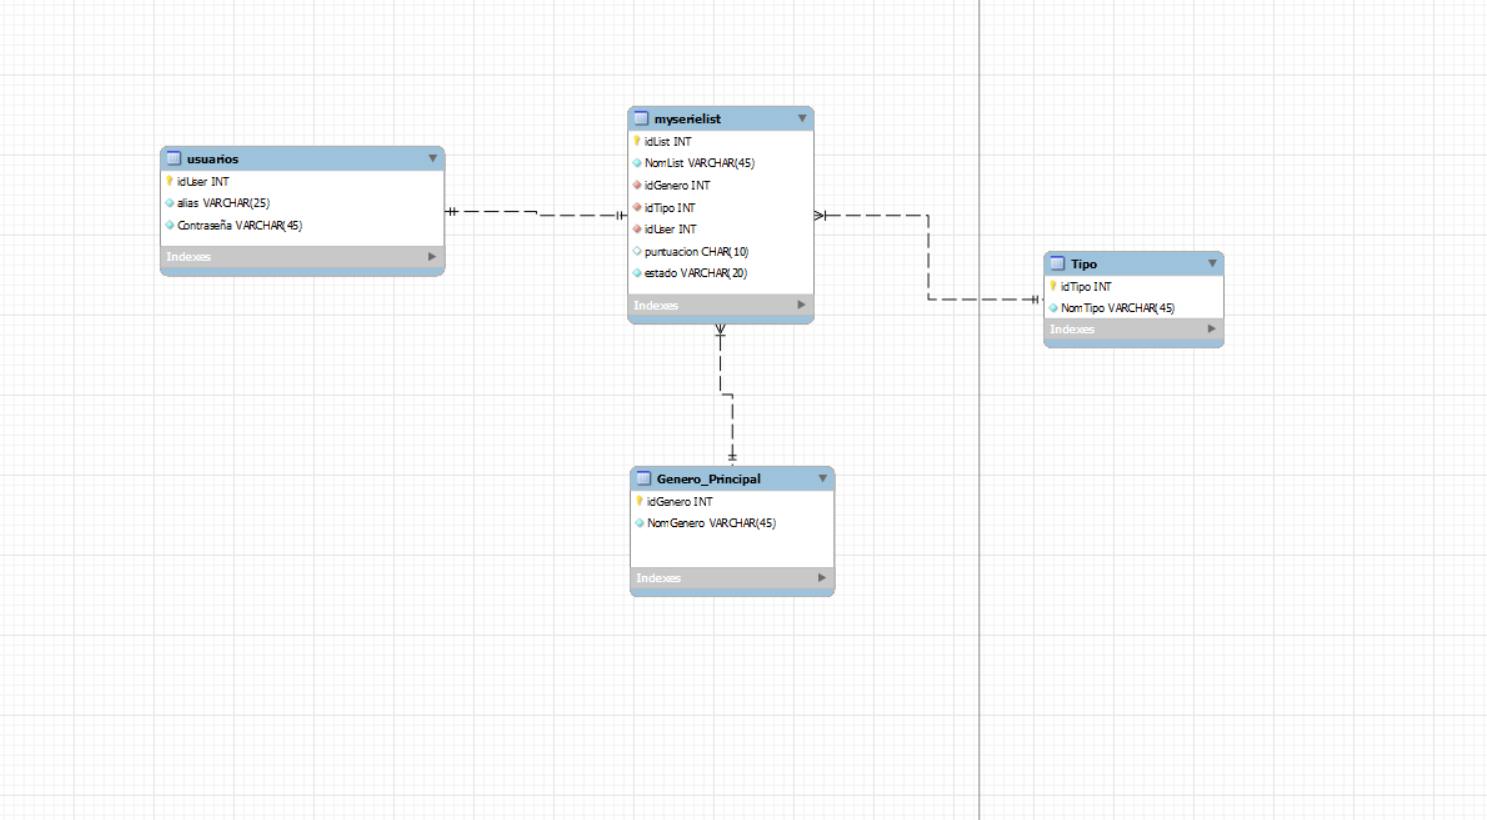 usuarios
idUser INT
alias VARCHAR(25)
Contraseña VARCHAR(45)
Indexes
myserielist
idList INT
NomList VARCHAR(45)
idGenero INT
idTipo INT
idUser INT
puntuacion CHAR(10)
estado VARCHAR(20)
Indexes
Tipo
idTipo INT
NomTipo VARCHAR(45)
Indexes
Genero_Principal
idGenero INT
NomGenero VARCHAR(45)
Indexes